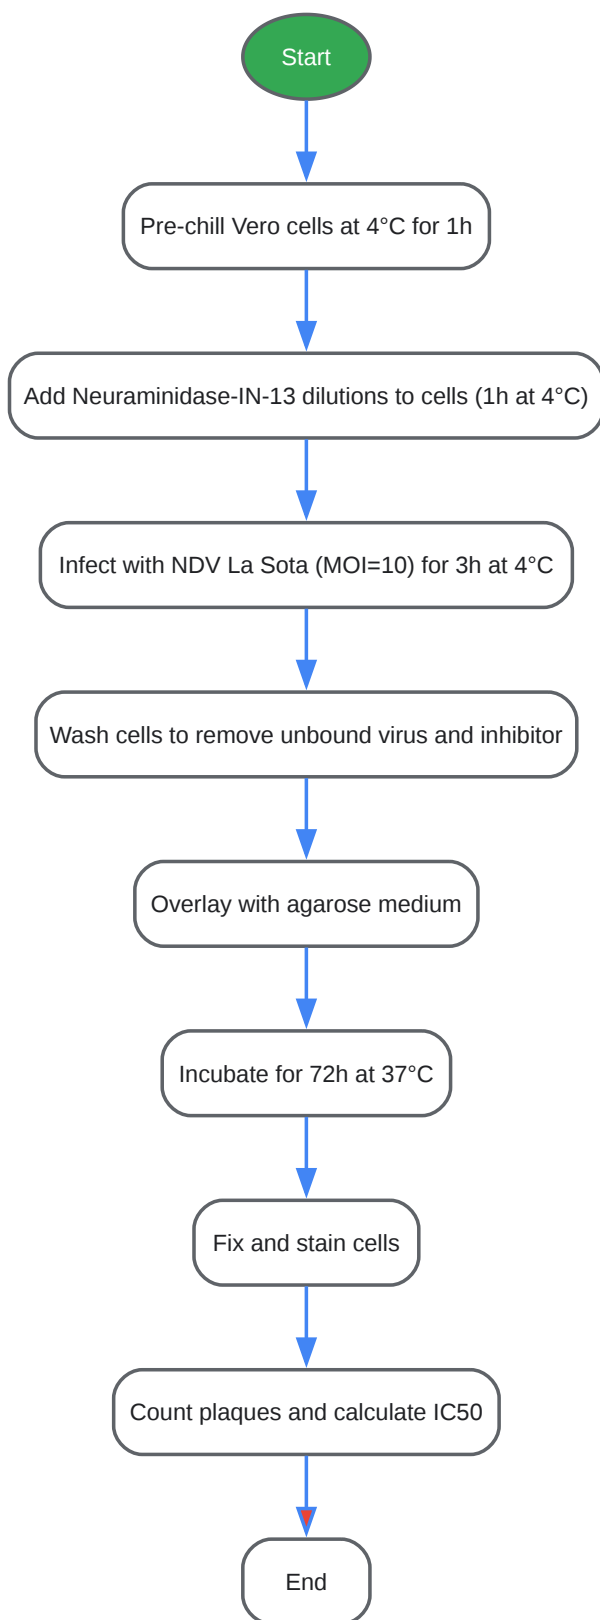 Start
Pre-chill Vero cells at 4°C for 1h
Add Neuraminidase-IN-13 dilutions to cells (1h at 4°C)
Infect with NDV La Sota (MOI=10) for 3h at 4°C
Wash cells to remove unbound virus and inhibitor
Overlay with agarose medium
Incubate for 72h at 37°C
Fix and stain cells
Count plaques and calculate IC50
End